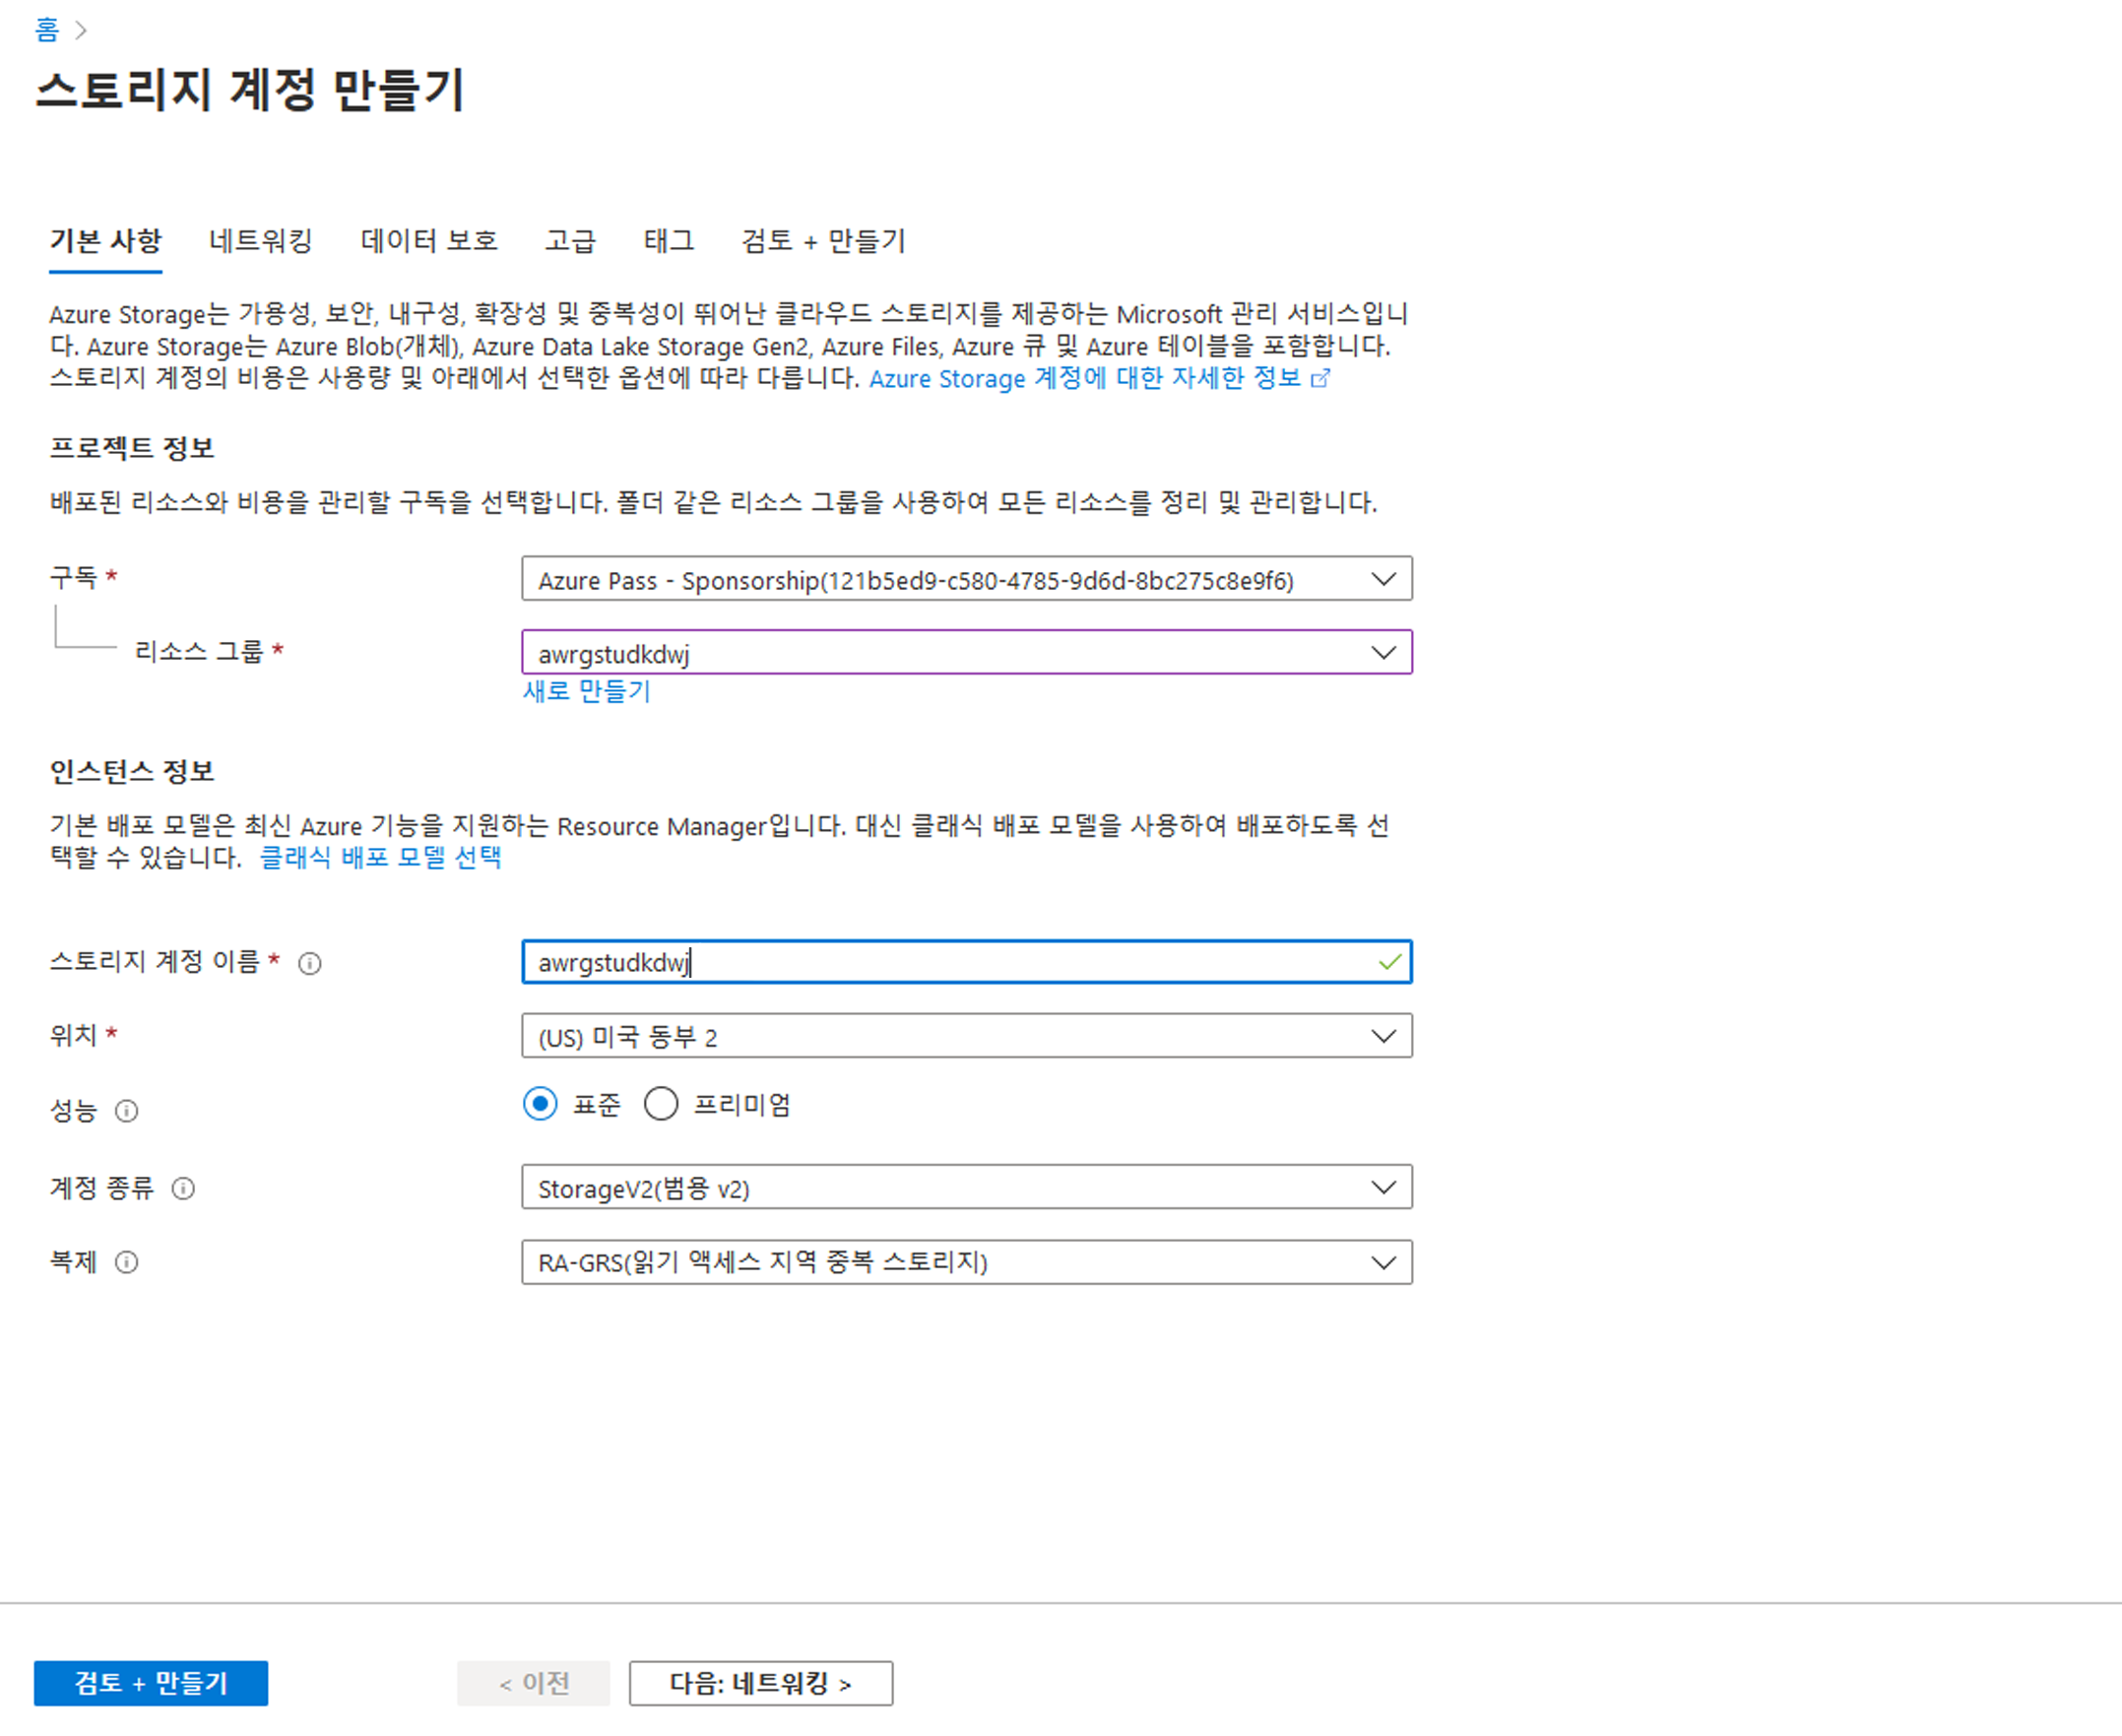 홈 >
스토리지 계정 만들기
기본 사항 네트워킹 데이터 보호 고급 태그 검토 + 만들기
Azure Storage는 가용성, 보안, 내구성, 확장성 및 중복성이 뛰어난 클라우드 스토리지를 제공하는 Microsoft 관리 서비스입니
다. Azure Storage는 Azure Blob(개체), Azure Data Lake Storage Gen2, Azure Files, Azure 큐 및 Azure 테이블을 포함합니다.
스토리지 계정의 비용은 사용량 및 아래에서 선택한 옵션에 따라 다릅니다. Azure Storage 계정에 대한 자세한 정보
프로젝트 정보
배포된 리소스와 비용을 관리할 구독을 선택합니다. 폴더 같은 리소스 그룹을 사용하여 모든 리소스를 정리 및 관리합니다.
구독 * Azure Pass - Sponsorship(121b5ed9-c580-4785-9d6d-8bc275c8e9f6)
리소스 그룹 * awrgstudkdwj
새로 만들기
인스턴스 정보
기본 배포 모델은 최신 Azure 기능을 지원하는 Resource Manager입니다. 대신 클래식 배포 모델을 사용하여 배포하도록 선
택할 수 있습니다. 클래식 배포 모델 선택
스토리지 계정 이름 * awrgstudkdwj
위치 * (US) 미국 동부 2
성능 표준 프리미엄
계정 종류 StorageV2(범용 v2)
복제 RA-GRS(읽기 액세스 지역 중복 스토리지)
검토 + 만들기 < 이전 다음: 네트워킹 >